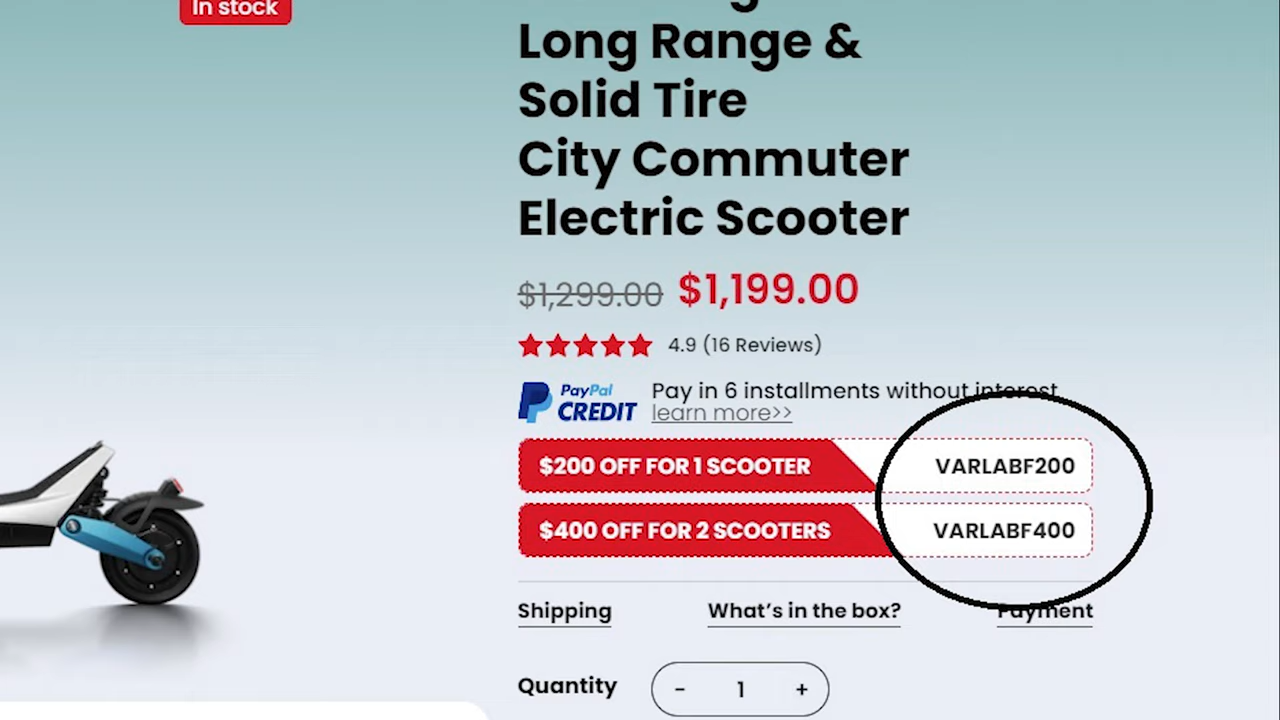 In stock
Long Range &
Solid Tire
City Commuter
Electric Scooter
$1,299.00 $1,199.00
4.9 (16 Reviews)
PayPal
CREDIT
Pay in 6 installments without interest
learn more>>
$200 OFF FOR 1 SCOOTER VARLABF200
$400 OFF FOR 2 SCOOTERS VARLABF400
Shipping What's in the box? Payment
Quantity - 1 +